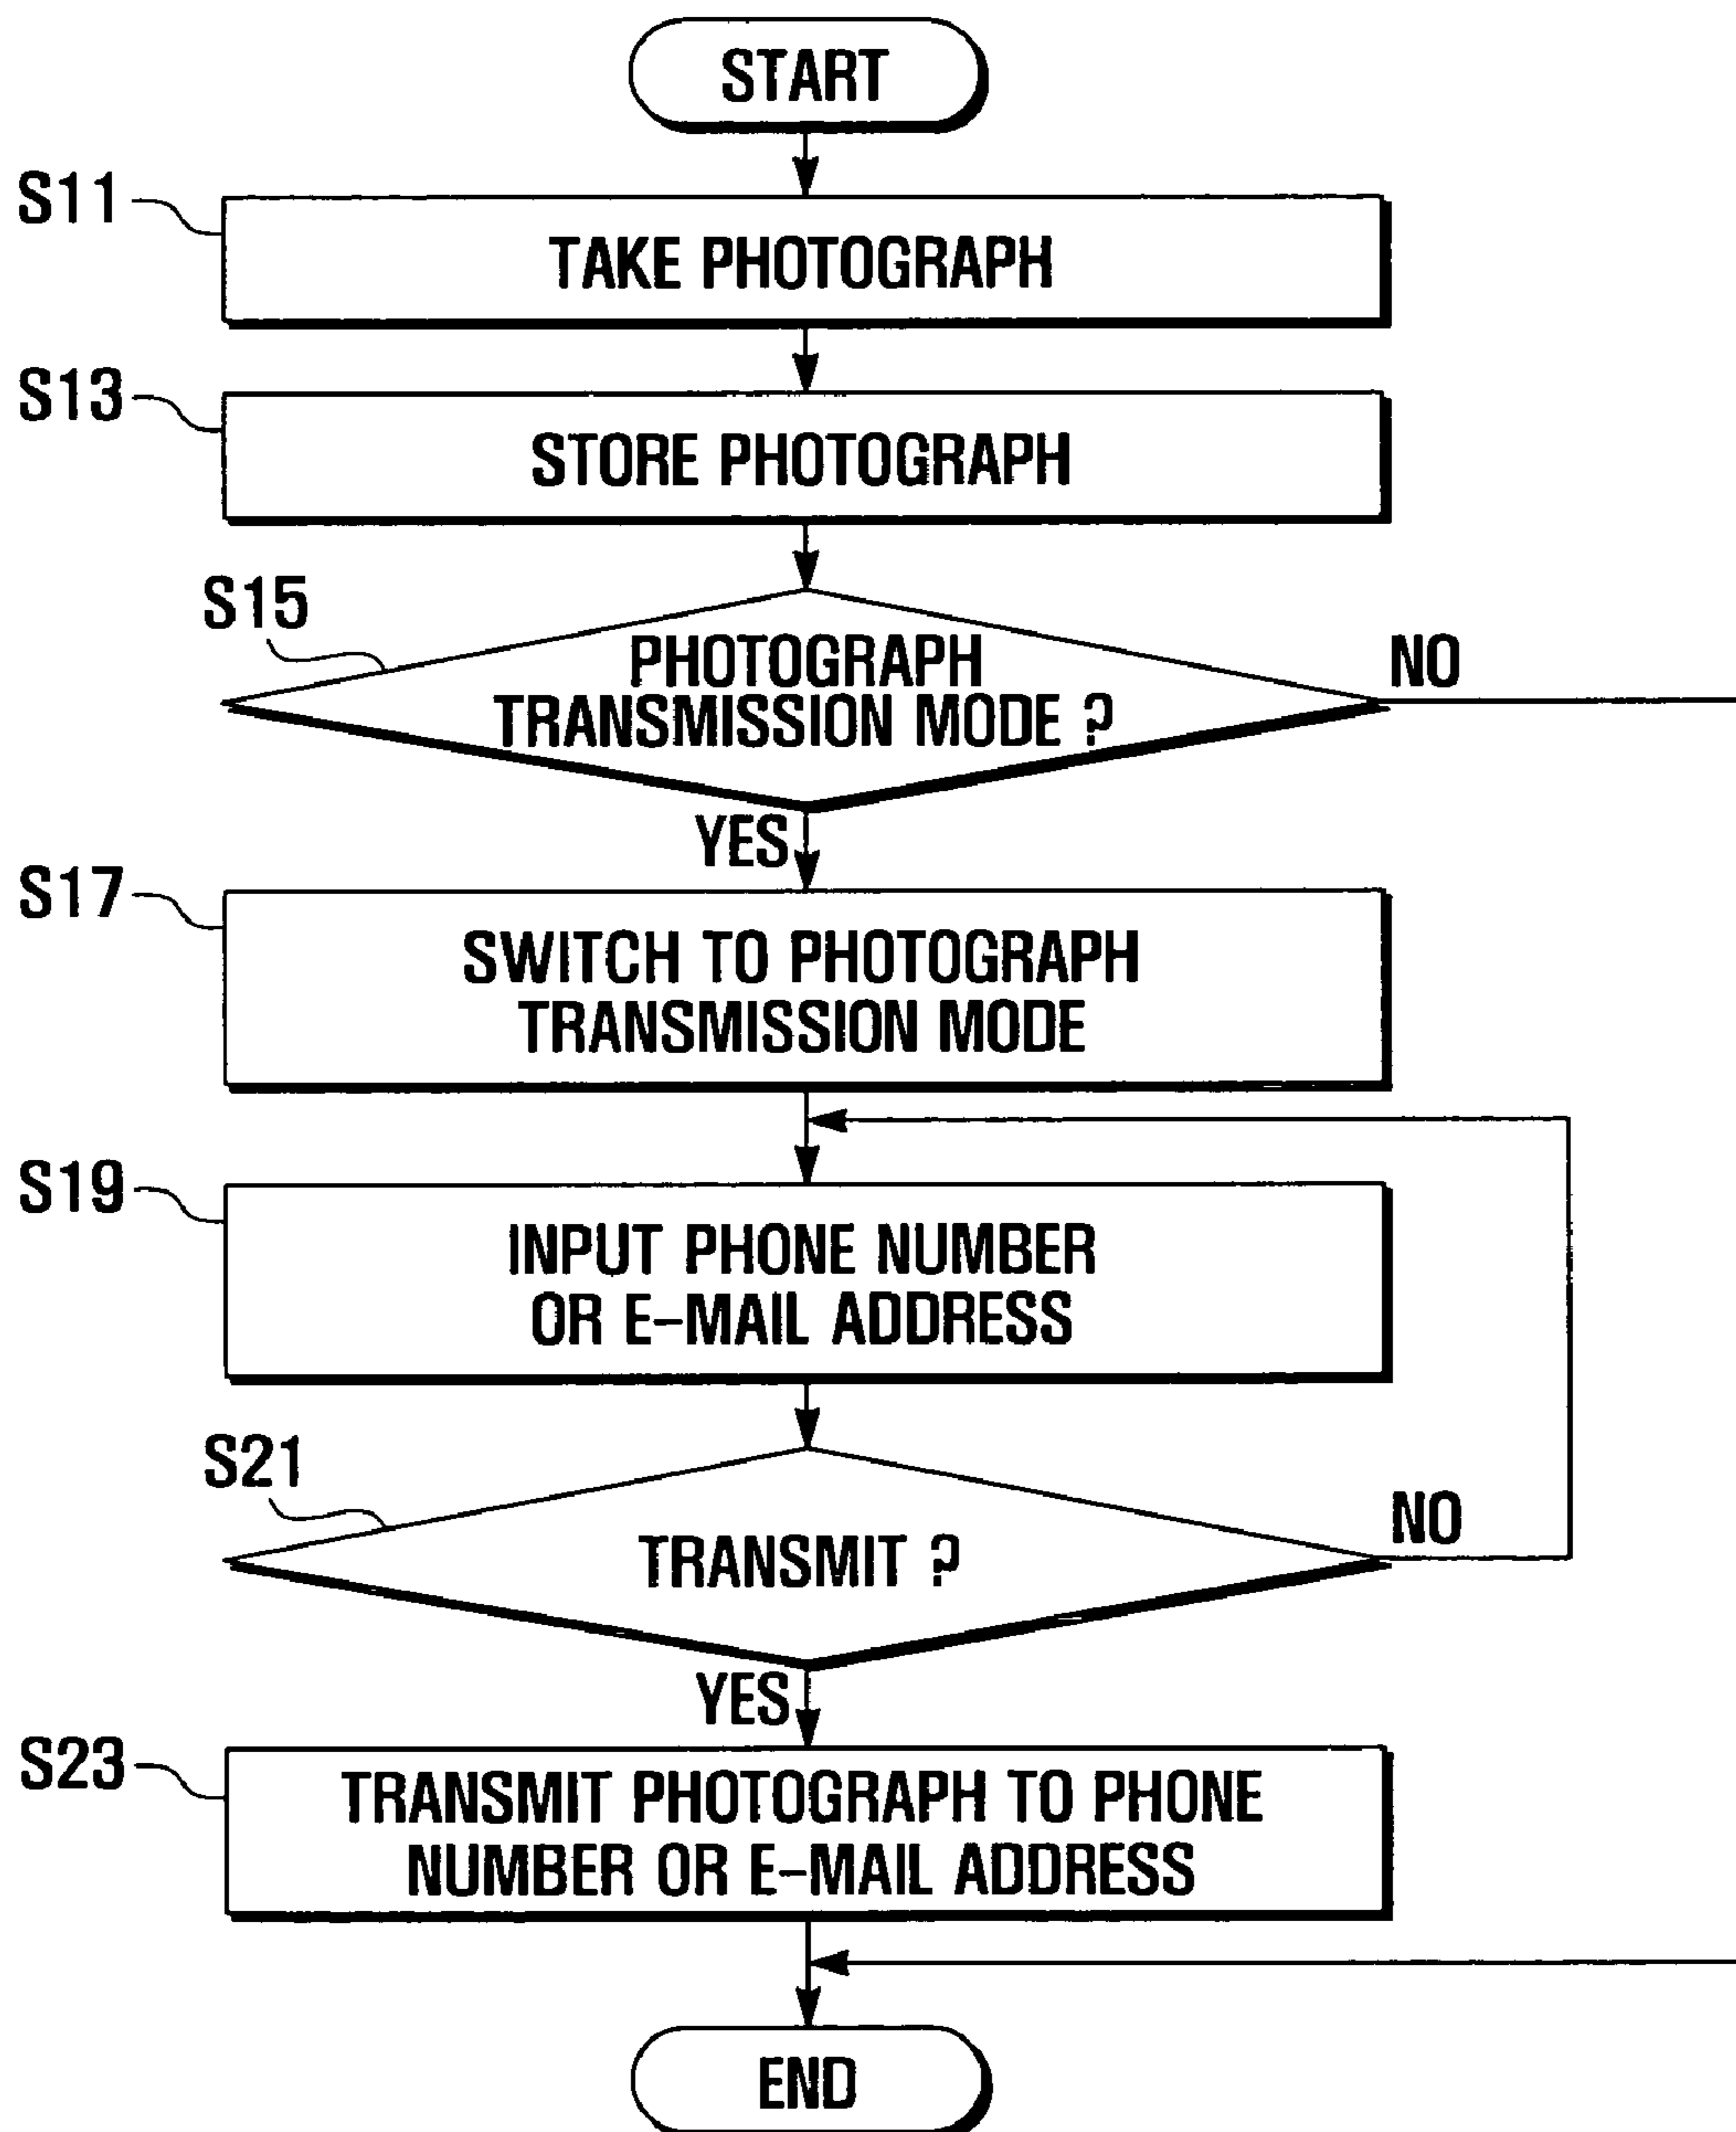 START
S11
TAKE PHOTOGRAPH
S13
STORE PHOTOGRAPH
S15
PHOTOGRAPH
TRANSMISSION MODE ?
NO
YES
S17
SWITCH TO PHOTOGRAPH
TRANSMISSION MODE
S19
INPUT PHONE NUMBER
OR E-MAIL ADDRESS
S21
TRANSMIT ?
NO
YES
S23
TRANSMIT PHOTOGRAPH TO PHONE
NUMBER OR E-MAIL ADDRESS
END